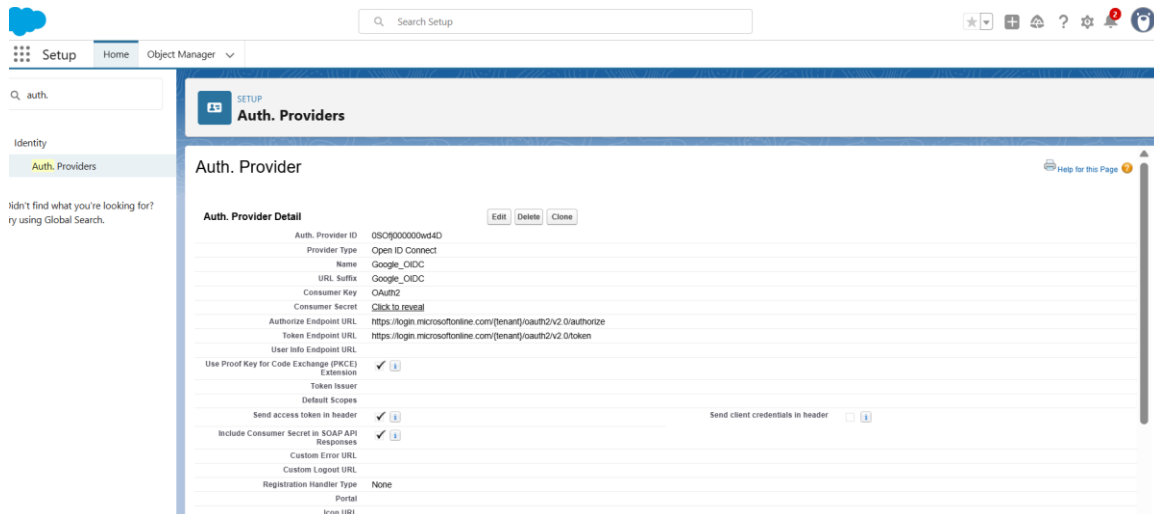 Search Setup
2
Setup
Home
Object Manager
auth.
SETUP
Auth. Providers
Identity
Auth. Providers
Didn't find what you're looking for?
ry using Global Search.
Auth. Provider
Help for this Page
Auth. Provider Detail
Edit Delete Clone
Auth. Provider ID 0SOfj000000wd4D
Provider Type Open ID Connect
Name Google_OIDC
URL Suffix Google_OIDC
Consumer Key OAuth2
Consumer Secret Click to reveal
Authorize Endpoint URL https://login.microsoftonline.com/{tenant}/oauth2/v2.0/authorize
Token Endpoint URL https://login.microsoftonline.com/{tenant}/oauth2/v2.0/token
User Info Endpoint URL
Use Proof Key for Code Exchange (PKCE)
Extension
Token Issuer
Default Scopes
Send access token in header
Send client credentials in header
Include Consumer Secret in SOAP API
Responses
Custom Error URL
Custom Logout URL
Registration Handler Type None
Portal
Icon URL